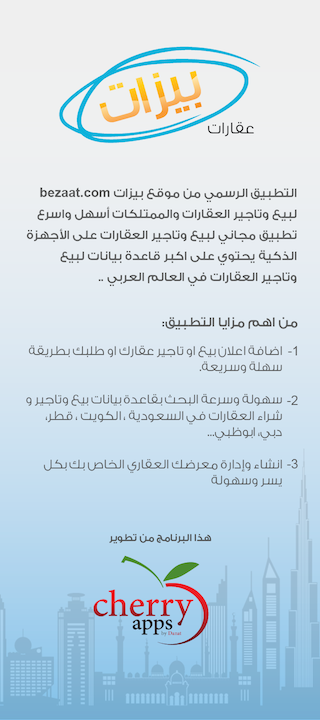 بيزات
عقارات
التطبيق الرسمي من موقع بيزات bezaat.com
لبيع وتاجير العقارات والممتلكات أسهل واسرع
تطبيق مجاني لبيع وتاجير العقارات على الأجهزة
الذكية يحتوي على اكبر قاعدة بيانات لبيع
وتاجير العقارات في العالم العربي ..
من اهم مزايا التطبيق:
1- اضافة اعلان بيع او تاجير عقارك او طلبك بطريقة
سهلة وسريعة.
2- سهولة وسرعة البحث بقاعدة بيانات بيع وتاجير و
شراء العقارات في السعودية ، الكويت ، قطر،
دبي، ابوظبي...
3- انشاء وإدارة معرضك العقاري الخاص بك بكل
يسر وسهولة
هذا البرنامج من تطوير
cherry
apps
by Danat